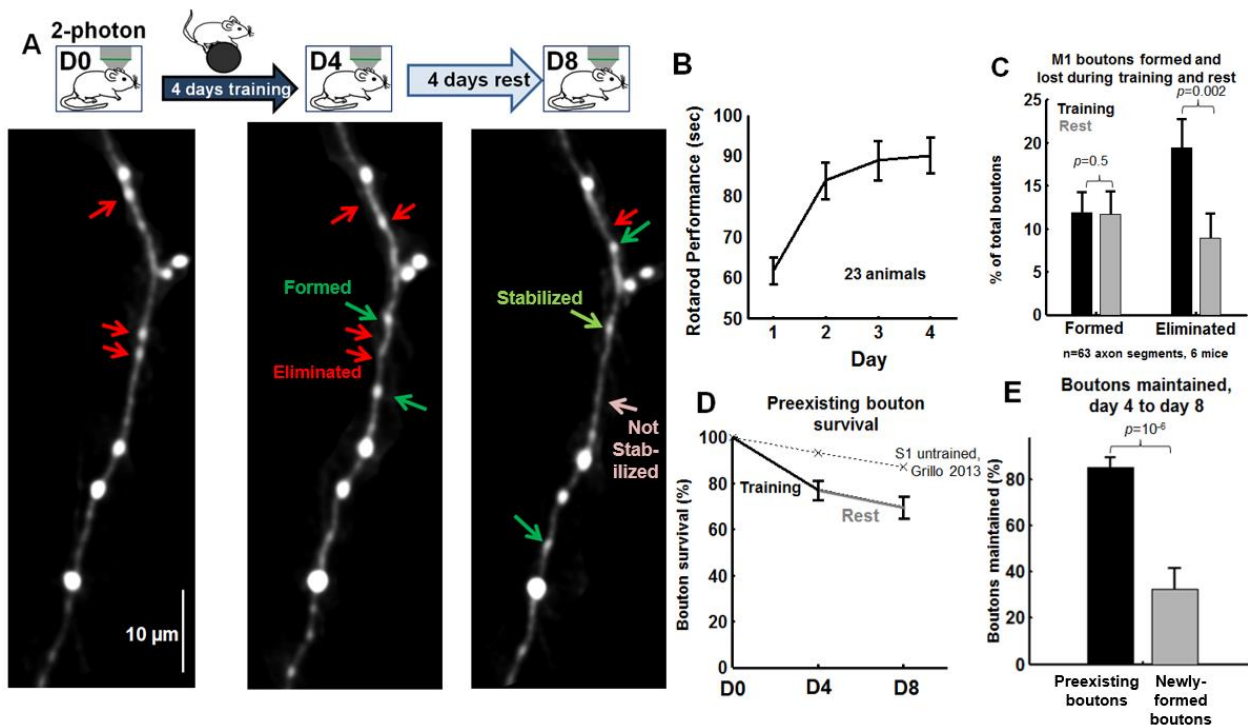 A
2-photon
D0
4 days training
D4
4 days rest
D8
Formed
Eliminated
Stabilized
Not
Stab-
ilized
10 µm
B
Rotarod Performance (sec)
100
90
80
70
60
50
23 animals
1 2 3 4
Day
C
M1 boutons formed and
lost during training and rest
% of total boutons
25
20
15
10
5
0
Training
Rest
p=0.5
p=0.002
Formed Eliminated
n=63 axon segments, 6 mice
D
Preexisting bouton
survival
Bouton survival (%)
100
80
60
40
20
0
S1 untrained,
Grillo 2013
Training
Rest
D0 D4 D8
E
Boutons maintained,
day 4 to day 8
p=10-6
Boutons maintained (%)
80
60
40
20
0
Preexisting
boutons
Newly-
formed
boutons